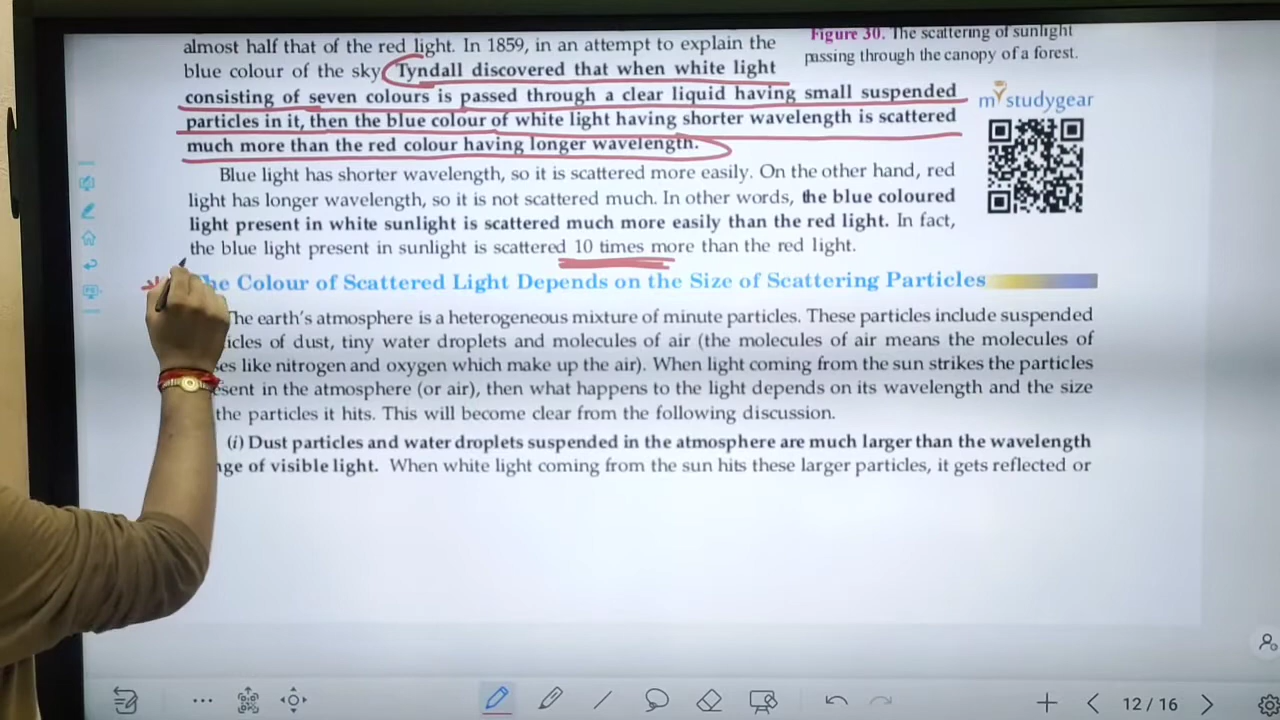 almost half that of the red light. In 1859, in an attempt to explain the
blue colour of the sky Tyndall discovered that when white light
consisting of seven colours is passed through a clear liquid having small suspended
particles in it, then the blue colour of white light having shorter wavelength is scattered
much more than the red colour having longer wavelength.
Figure 30. The scattering of sunlight
passing through the canopy of a forest.
my studygear
Blue light has shorter wavelength, so it is scattered more easily. On the other hand, red
light has longer wavelength, so it is not scattered much. In other words, the blue coloured
light present in white sunlight is scattered much more easily than the red light. In fact,
the blue light present in sunlight is scattered 10 times more than the red light.
he Colour of Scattered Light Depends on the Size of Scattering Particles
The earth's atmosphere is a heterogeneous mixture of minute particles. These particles include suspended
icles of dust, tiny water droplets and molecules of air (the molecules of air means the molecules of
es like nitrogen and oxygen which make up the air). When light coming from the sun strikes the particles
esent in the atmosphere (or air), then what happens to the light depends on its wavelength and the size
the particles it hits. This will become clear from the following discussion.
(i) Dust particles and water droplets suspended in the atmosphere are much larger than the wavelength
ge of visible light. When white light coming from the sun hits these larger particles, it gets reflected or
12 / 16